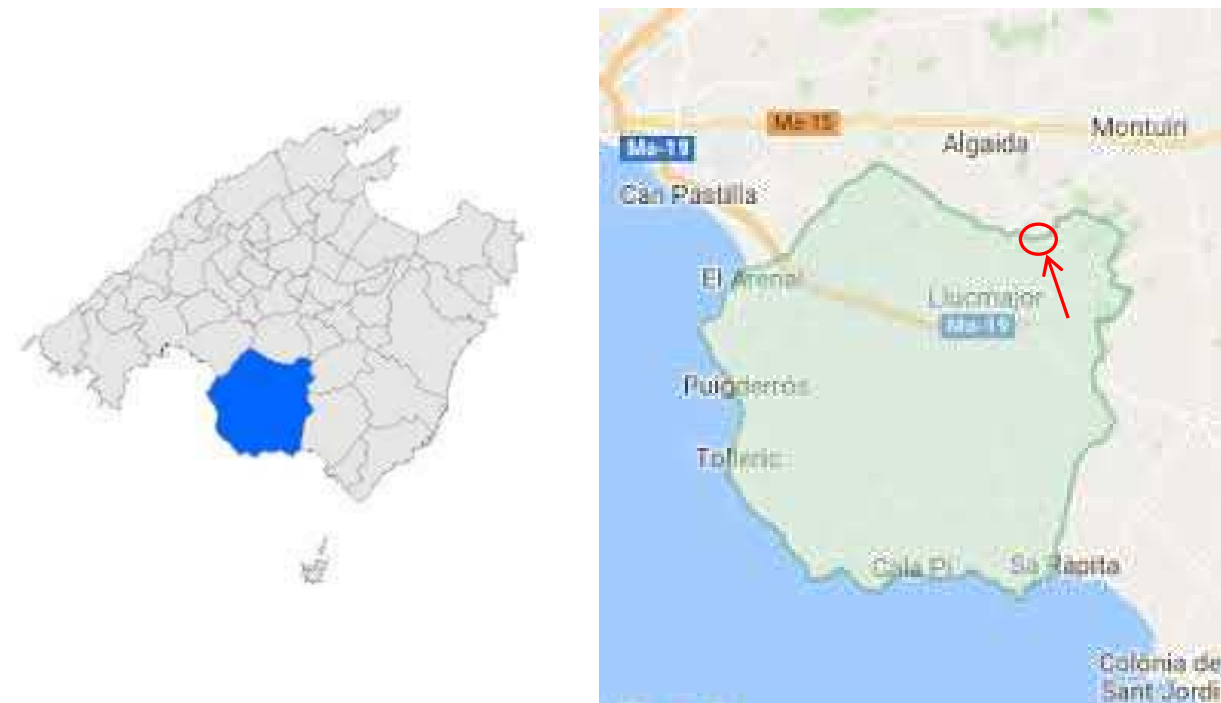 Ma-15
Montuïri
Algaida
Ma-19
Can Pastilla
El Arenal
Llucmajor
Ma-19
Puigderrós
Tolleric
Cala Pi
Sa Ràpita
Colònia de
Sant Jordi